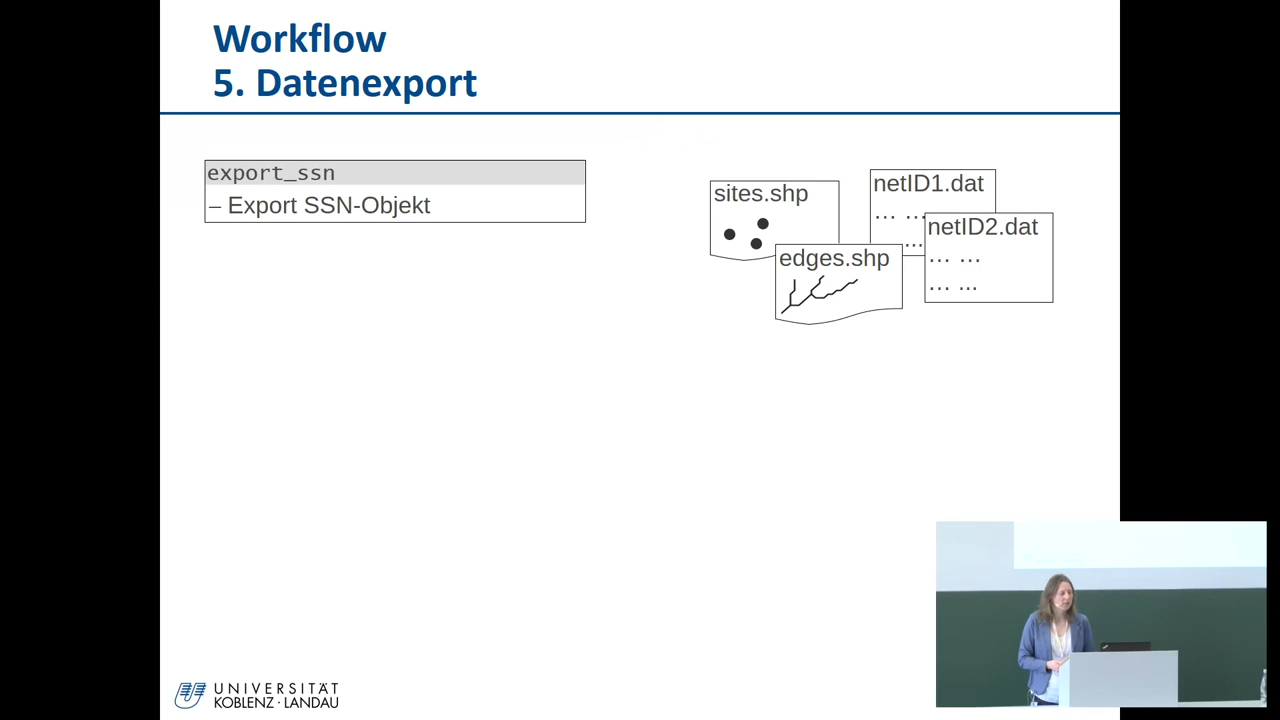 Workflow
5. Datenexport
export_ssn
– Export SSN-Objekt
sites.shp
netID1.dat
... ...
...
netID2.dat
... ...
... ...
edges.shp
UNIVERSITÄT
KOBLENZ · LANDAU